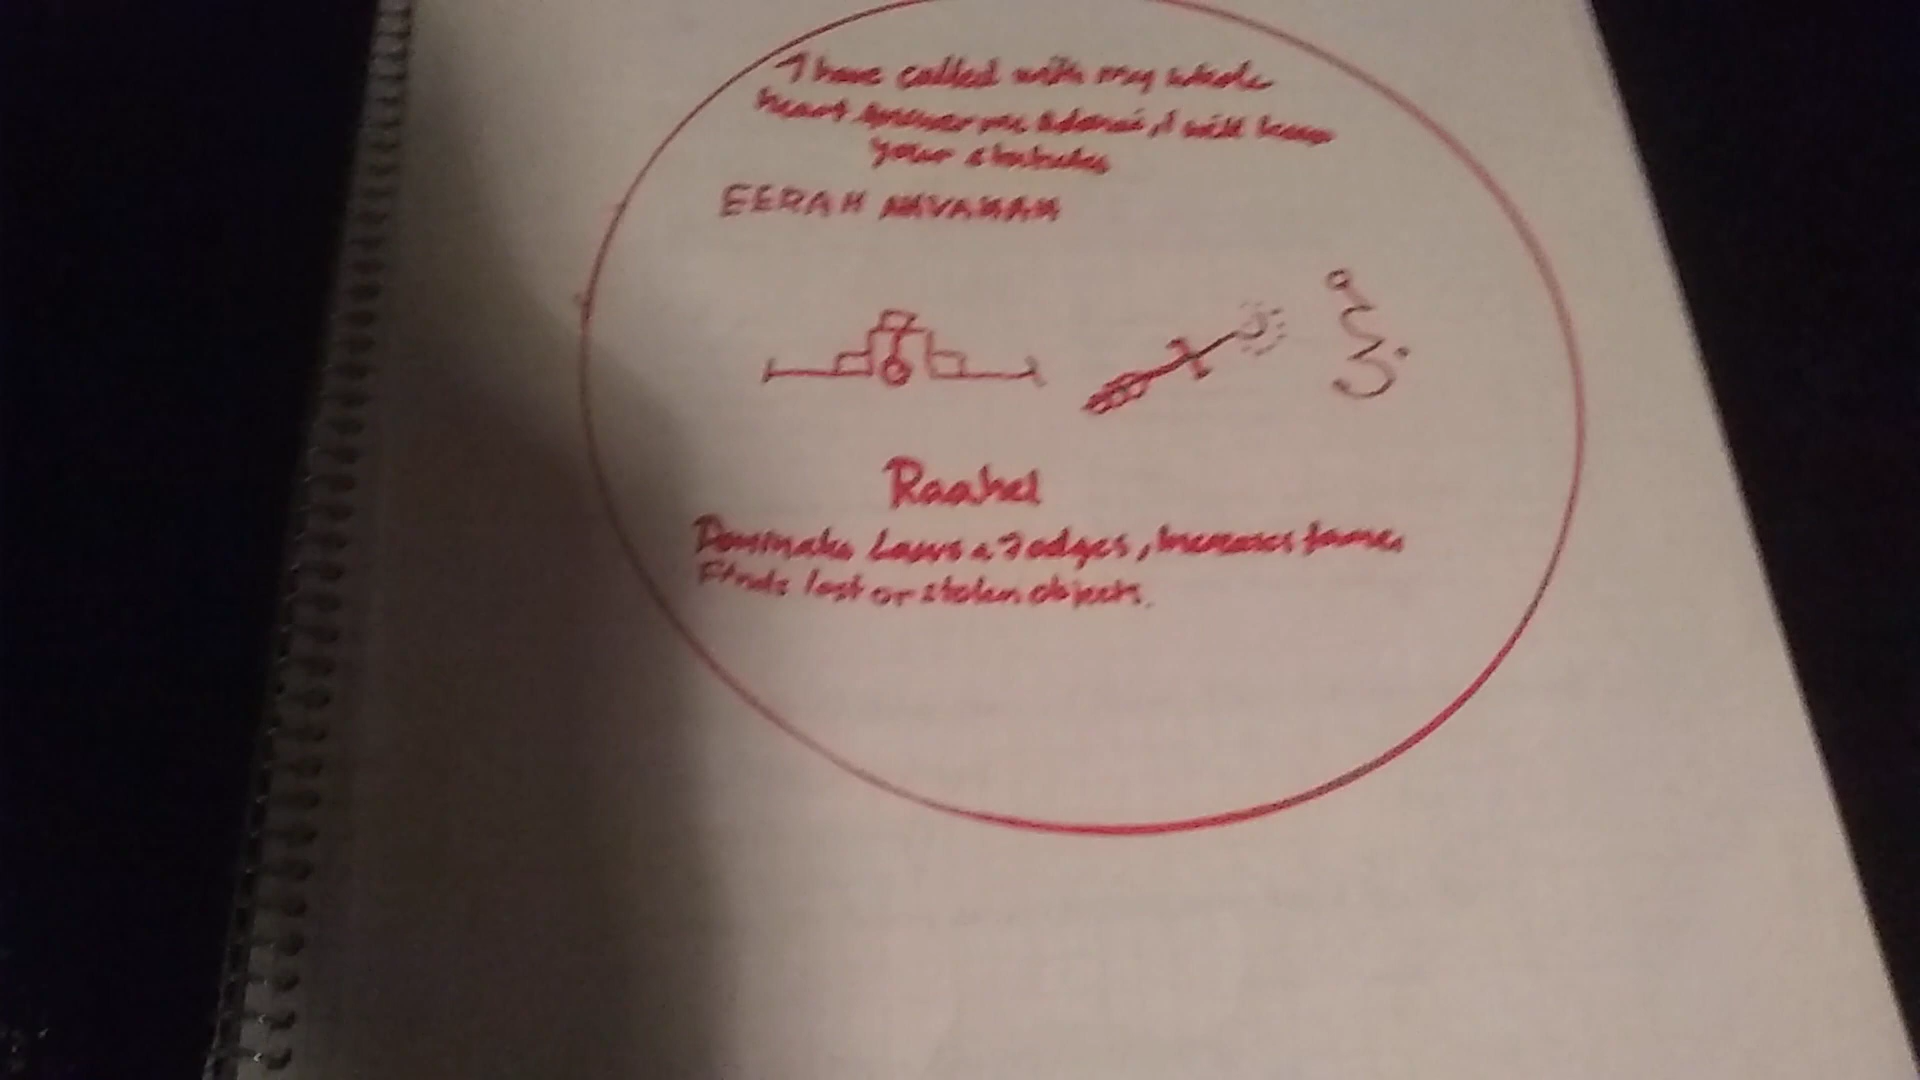 I have called with my whole
heart Answer me Adonai, I will keep
your statutes
EERAH
Raahel
Dominates Laws & Judges, Increases fame,
Finds lost or stolen objects.